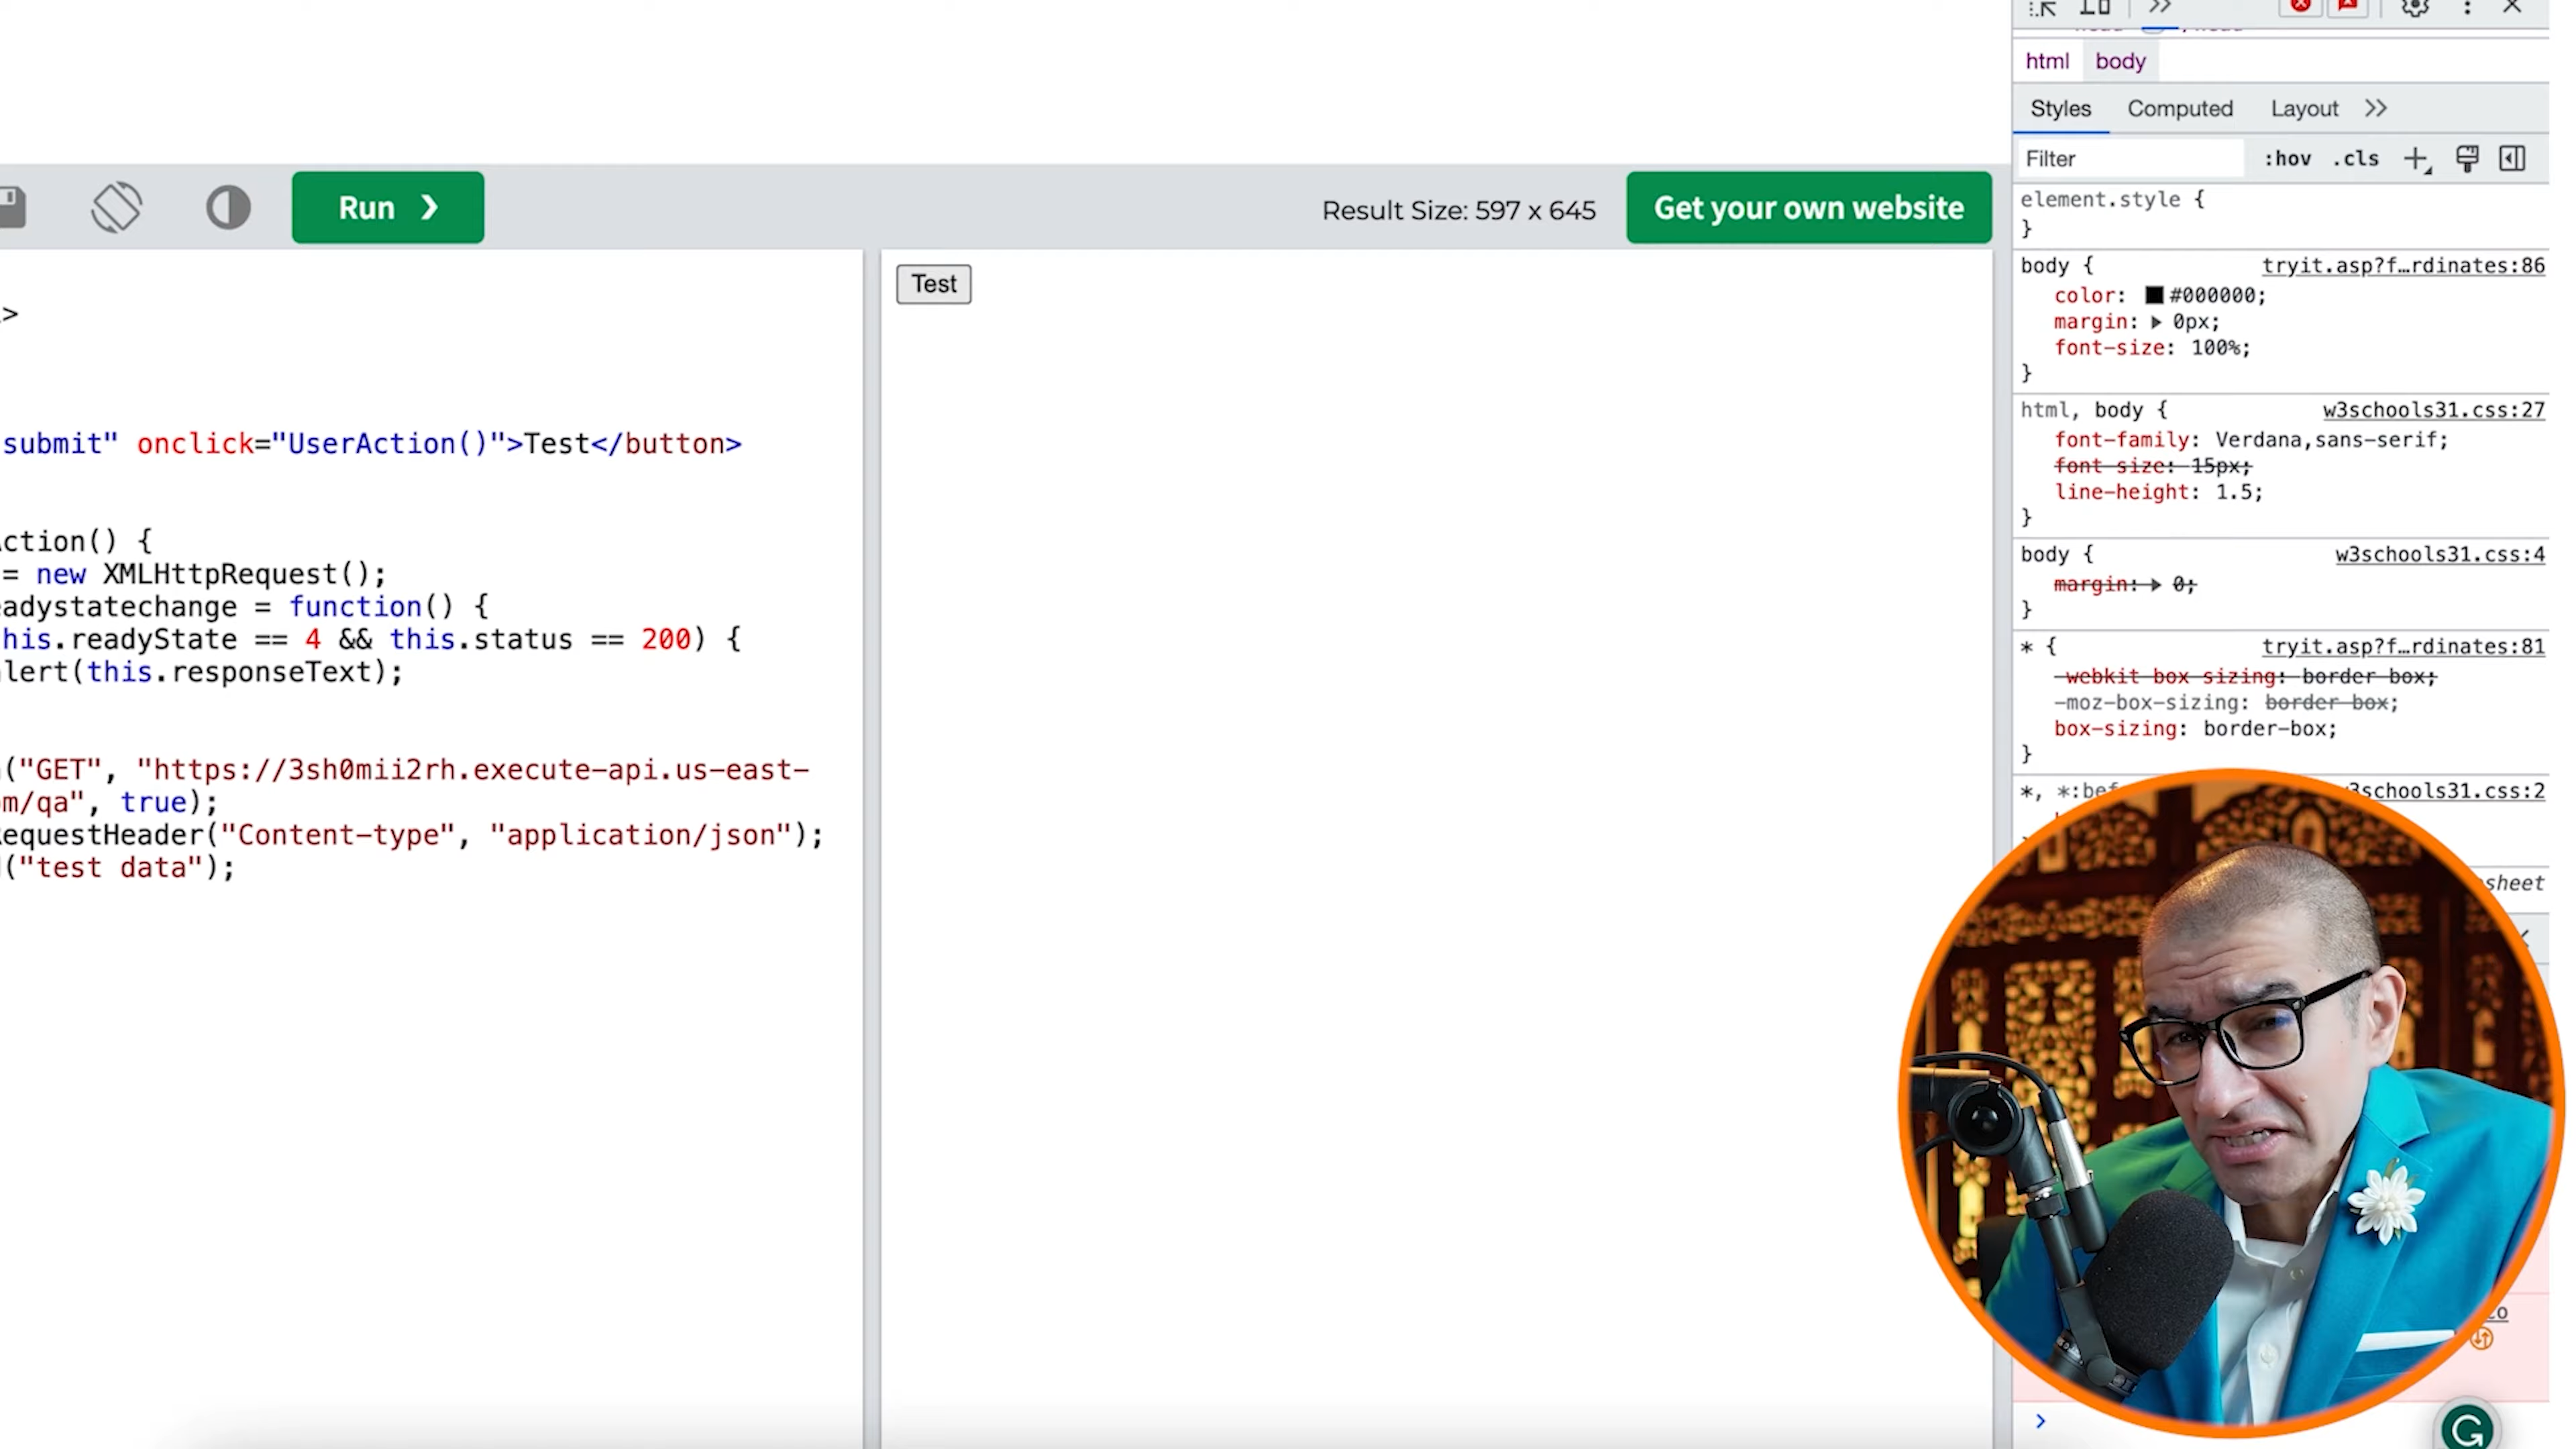 html body
Styles Computed Layout
Filter :hov .cls
Run ❯
Result Size: 597 x 645
Get your own website
>
submit" onclick="UserAction()">Test</button>
ction() {
= new XMLHttpRequest();
eadystatechange = function() {
his.readyState == 4 && this.status == 200) {
lert(this.responseText);
("GET", "https://3sh0mii2rh.execute-api.us-east-
om/qa", true);
equestHeader("Content-type", "application/json");
("test data");
Test
element.style {
}
body { tryit.asp?f…rdinates:86
color: #000000;
margin: 0px;
font-size: 100%;
}
html, body { w3schools31.css:27
font-family: Verdana,sans-serif;
font-size: 15px;
line-height: 1.5;
}
body { w3schools31.css:4
margin: 0;
}
* { tryit.asp?f…rdinates:81
-webkit-box-sizing: border-box;
-moz-box-sizing: border-box;
box-sizing: border-box;
}
*, *:bef 3schools31.css:2
sheet